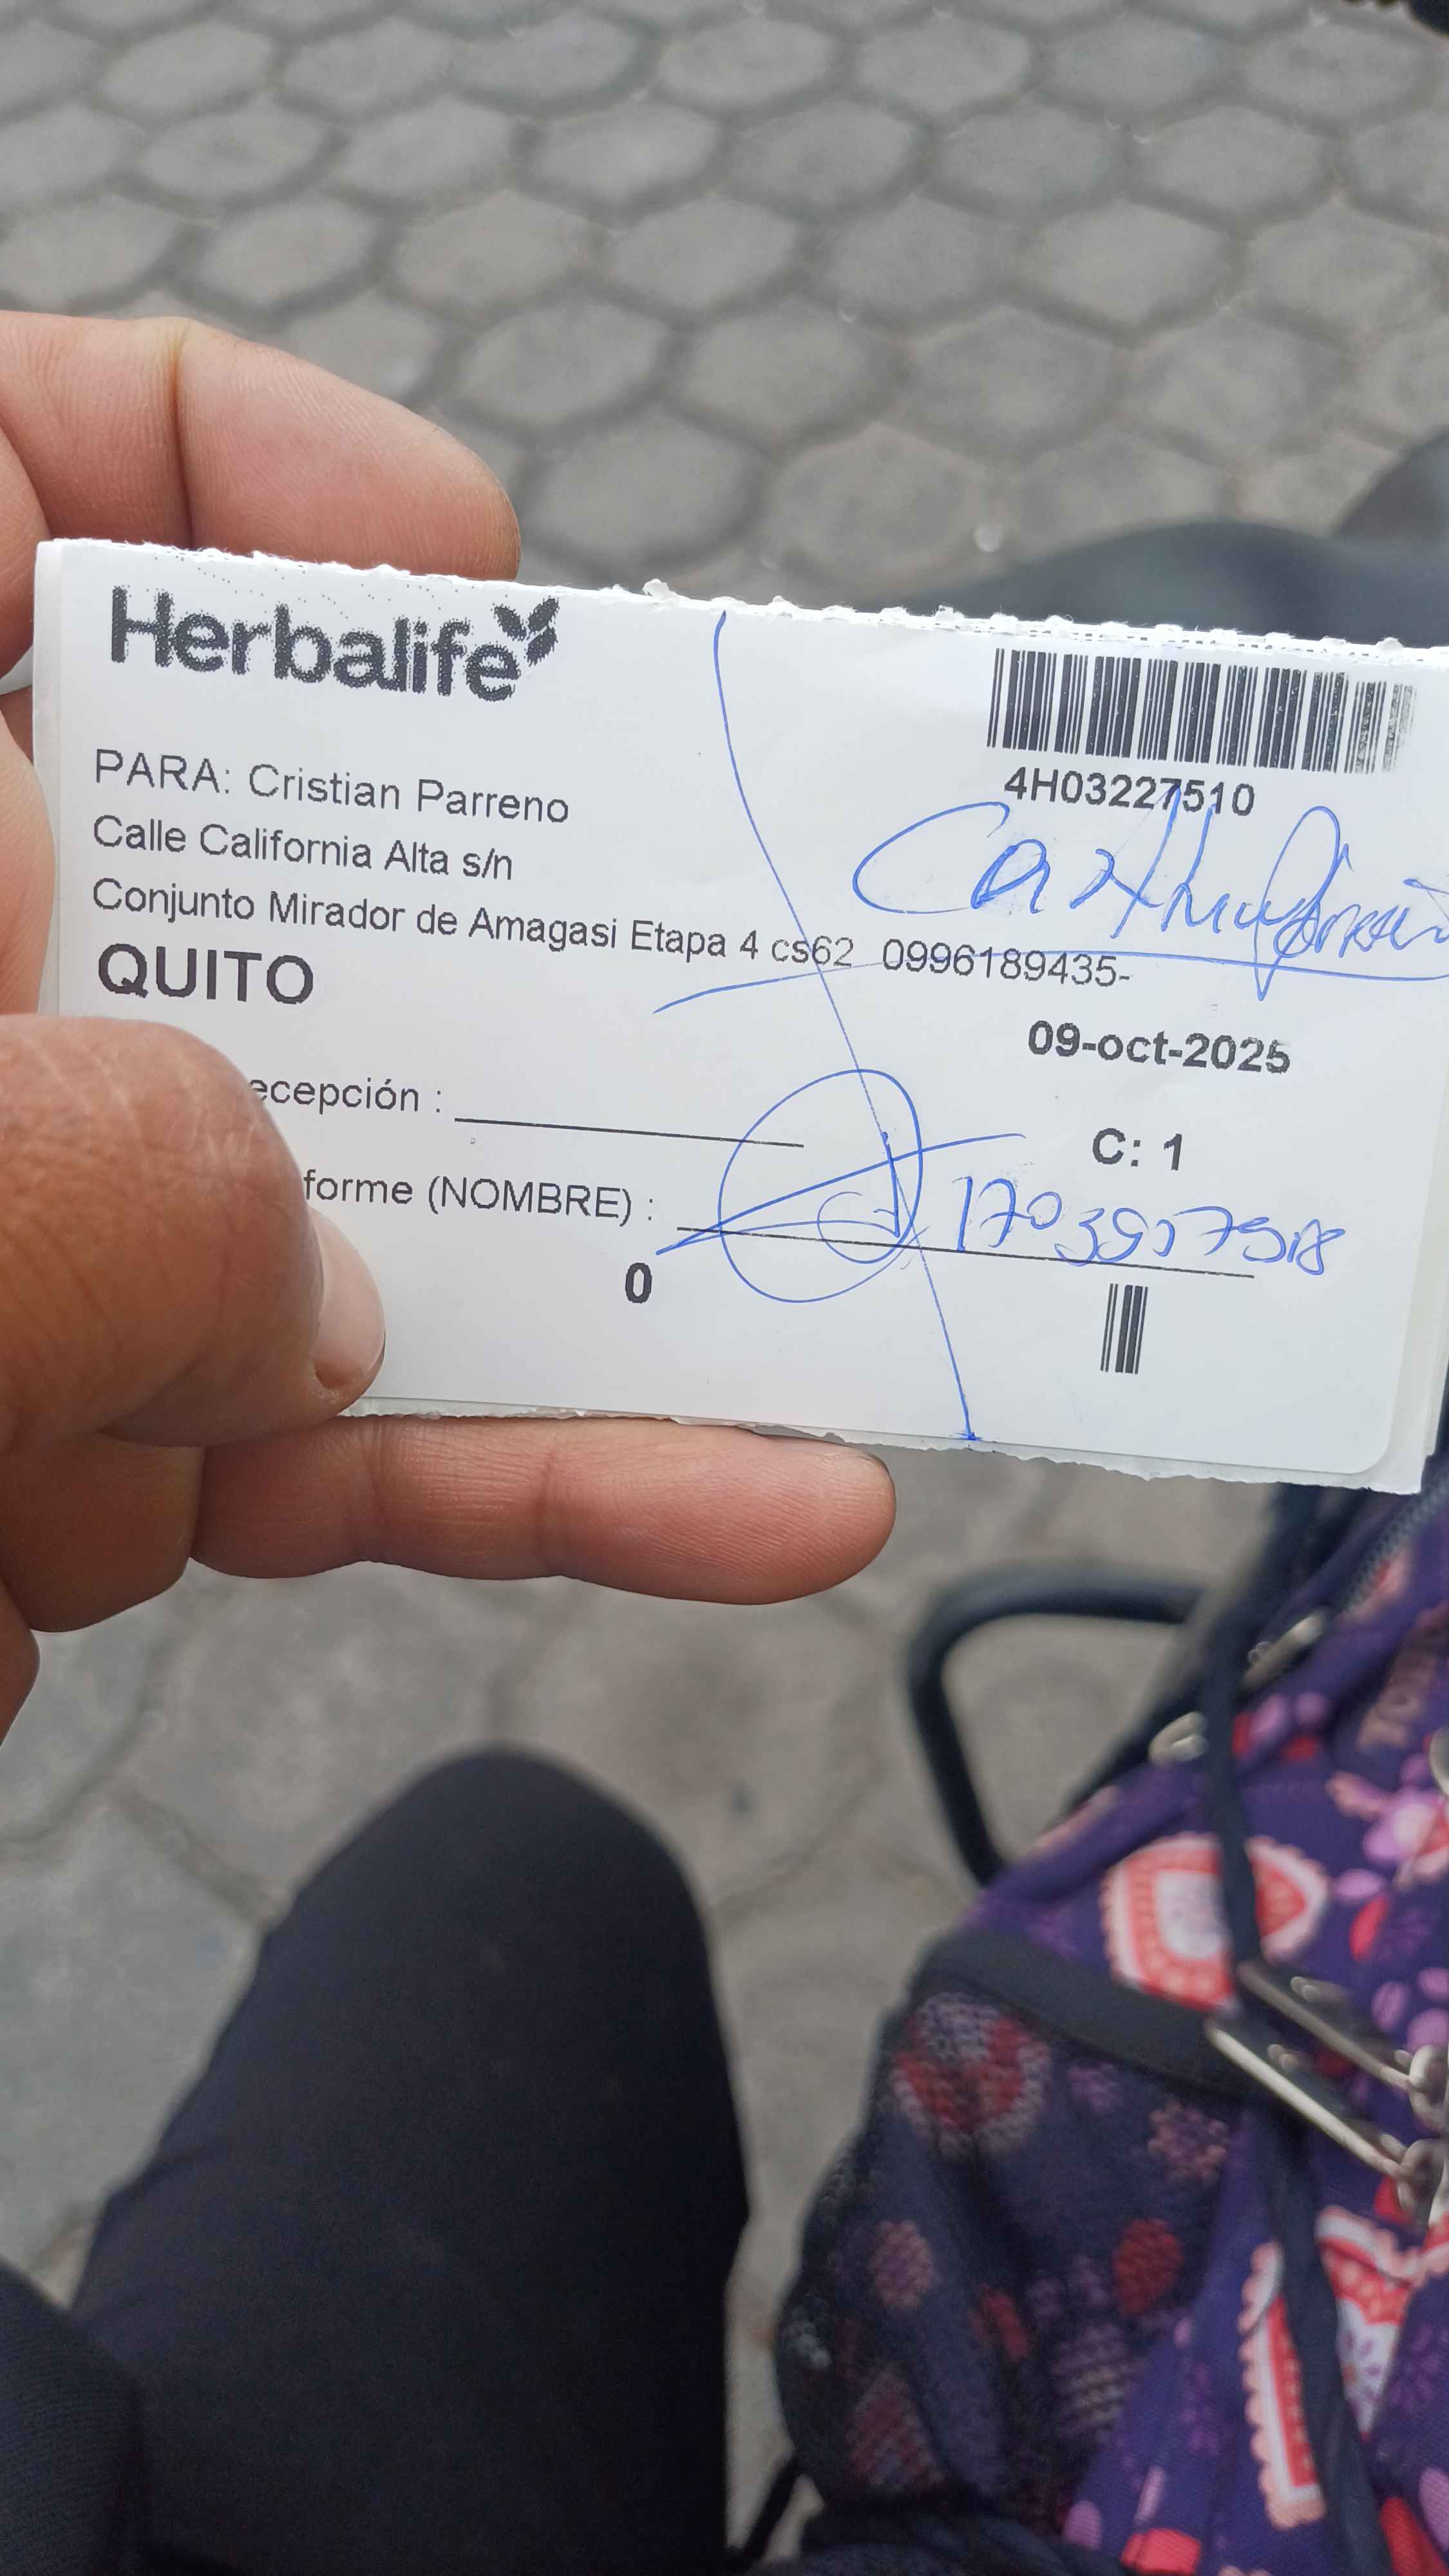 Herbalife
4H03227510
PARA: Cristian Parreno
Calle California Alta s/n
Conjunto Mirador de Amagasi Etapa 4 cs62 0996189435-
QUITO
09-oct-2025
ecepción :
C: 1
forme (NOMBRE) :
0